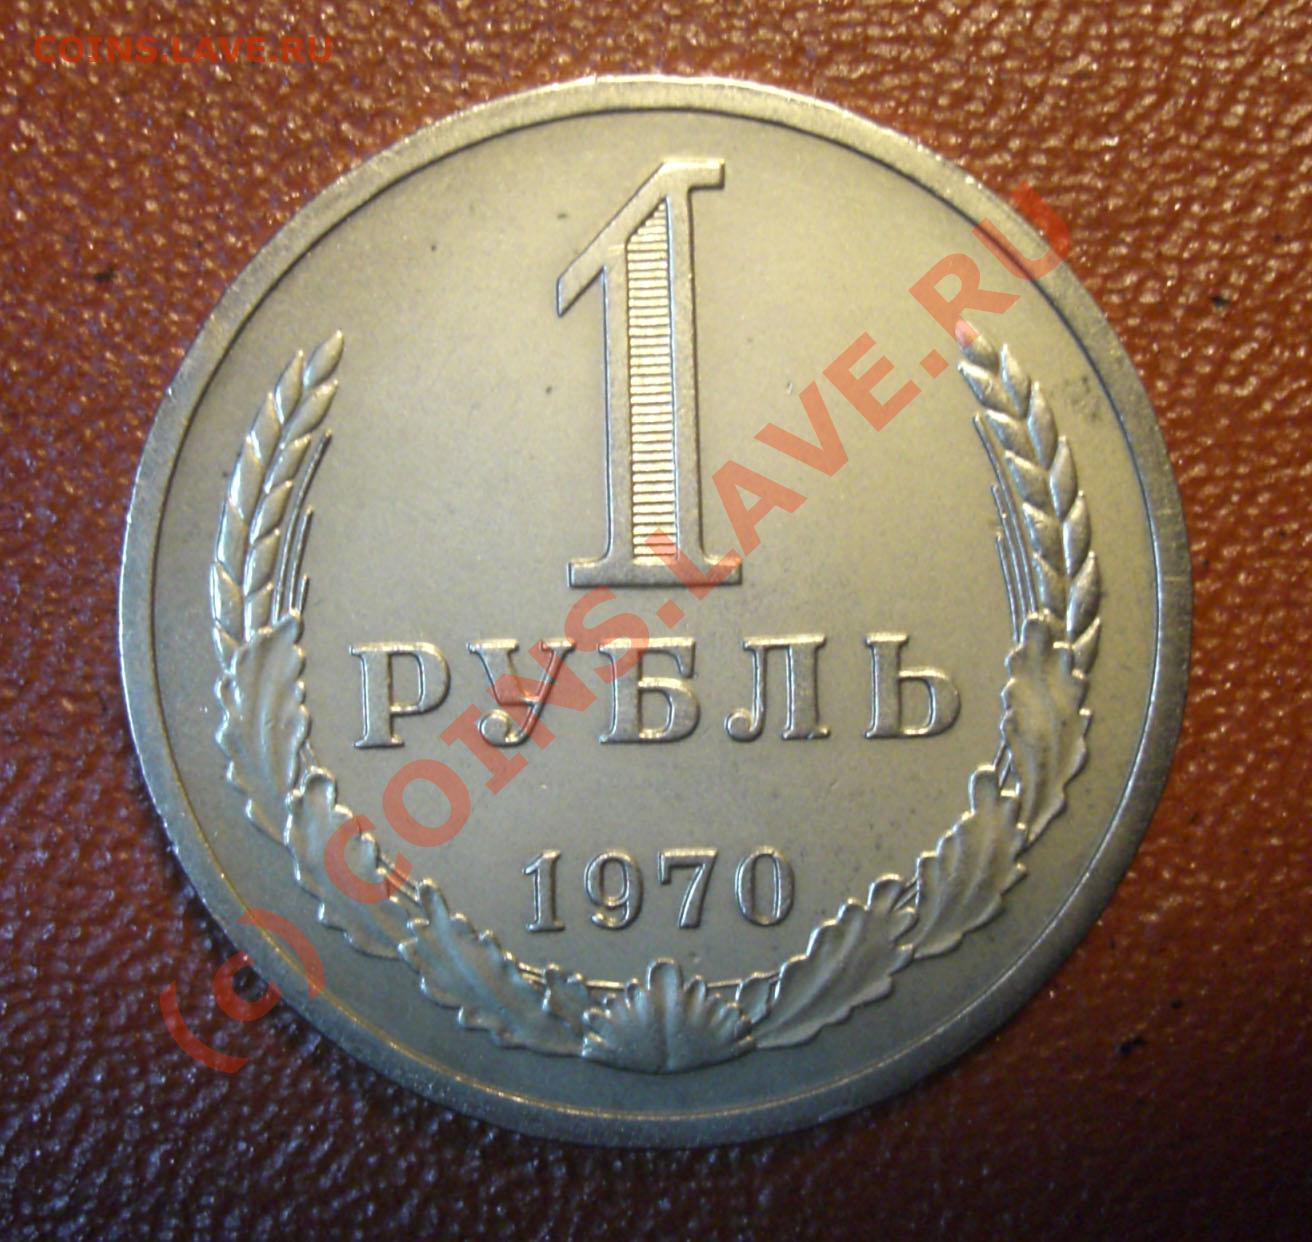 COINS.LAVE.RU
1
РУБЛЬ
1970
(c) COINS.LAVE.RU